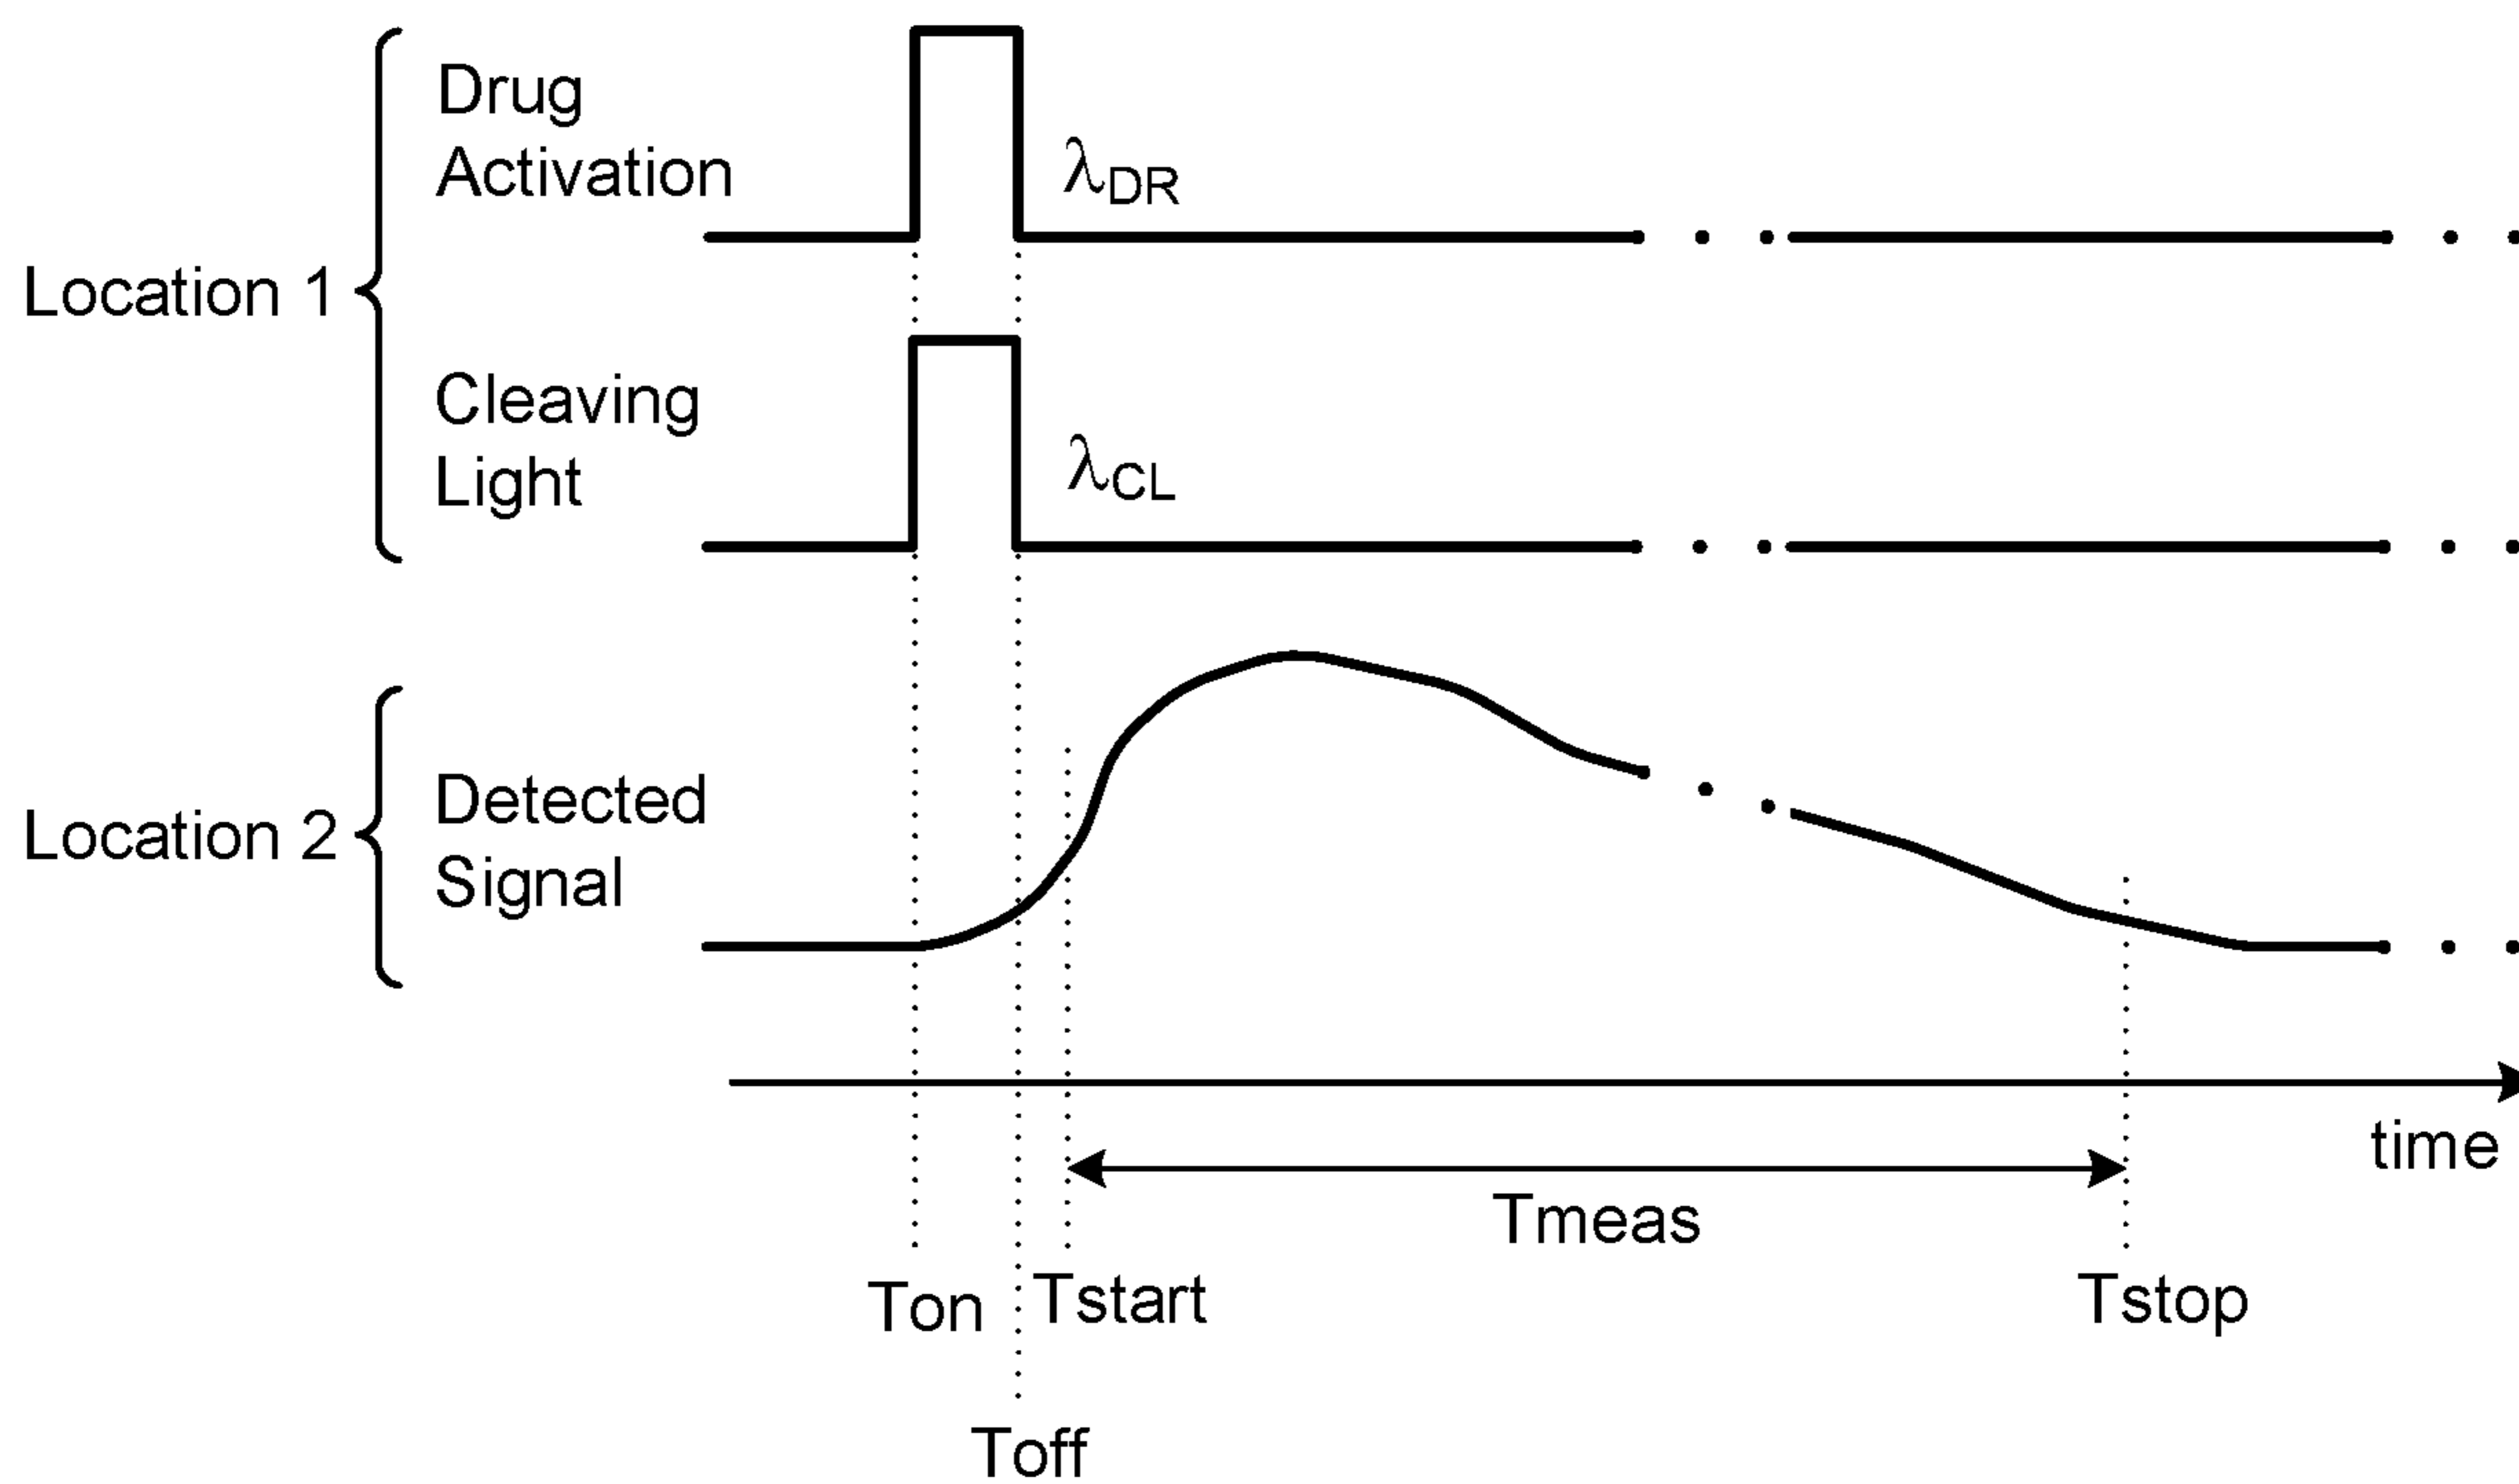 Drug
Activation
λDR
Location 1
Cleaving
Light
λCL
Detected
Signal
Location 2
time
Tmeas
Ton
Tstart
Tstop
Toff